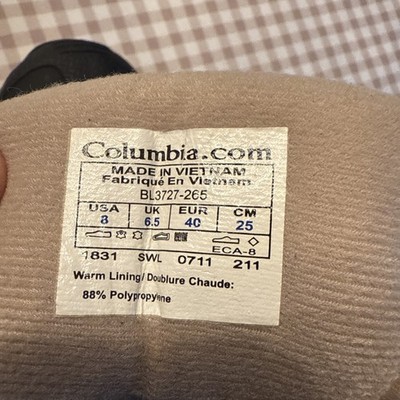 Columbia.com
MADE IN VIETNAM
Fabriqué En Vietnam
BL3727-265
USA UK EUR CM
8 6.5 40 25
ECA-8
1831 SWL 0711 211
Warm Lining/Doublure Chaude:
88% Polypropylene